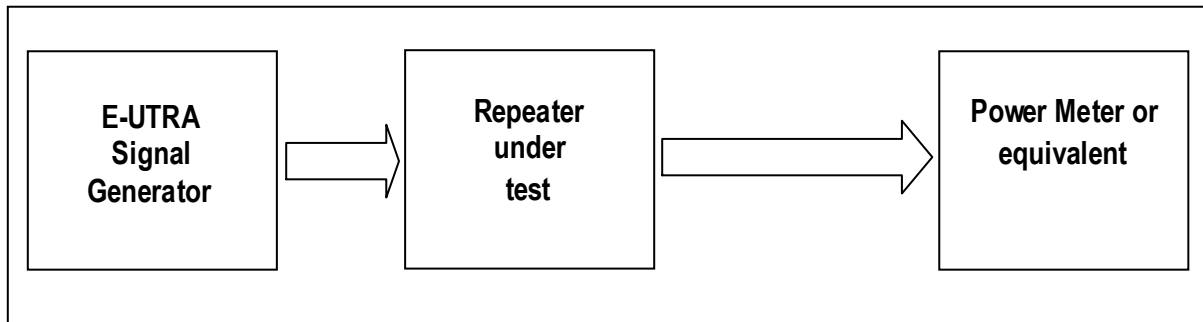 E-UTRA
Signal
Generator
Repeater
under
test
Power Meter or
equivalent